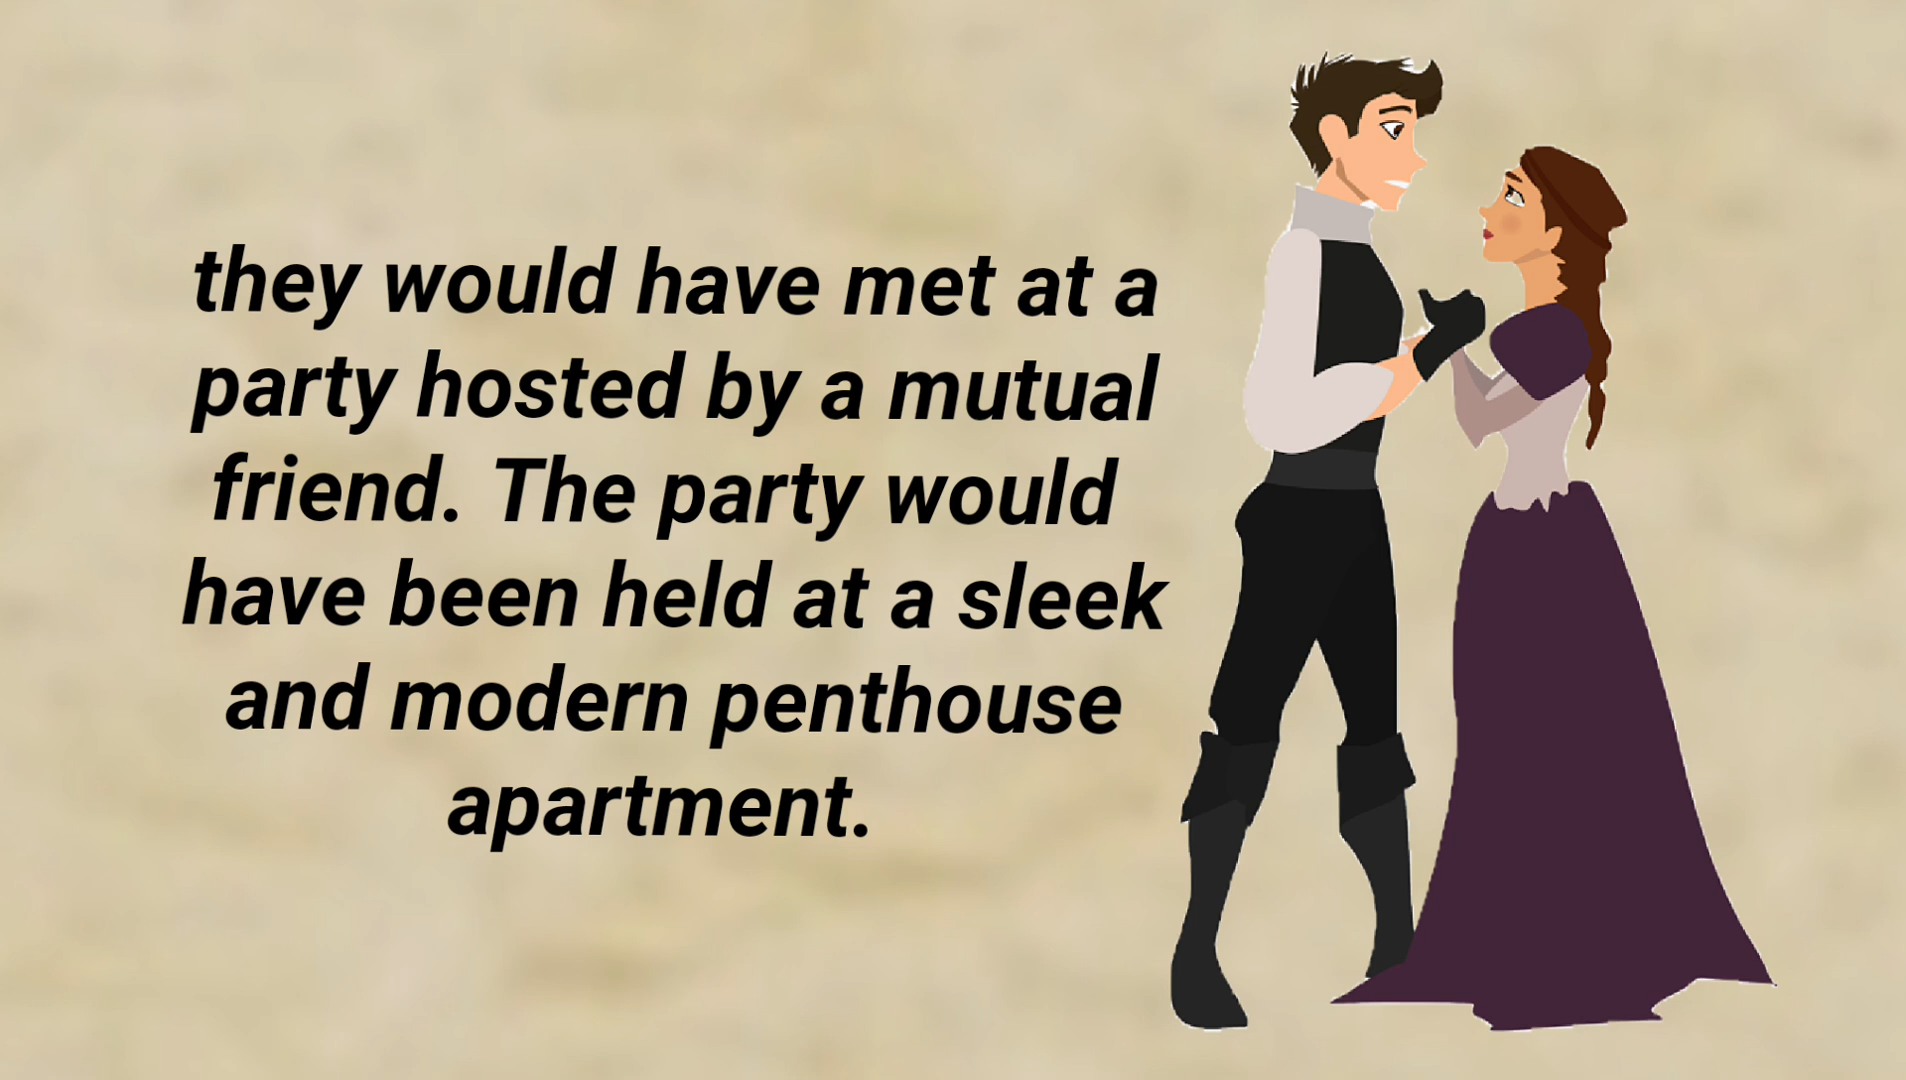 they would have met at a
party hosted by a mutual
friend. The party would
have been held at a sleek
and modern penthouse
apartment.